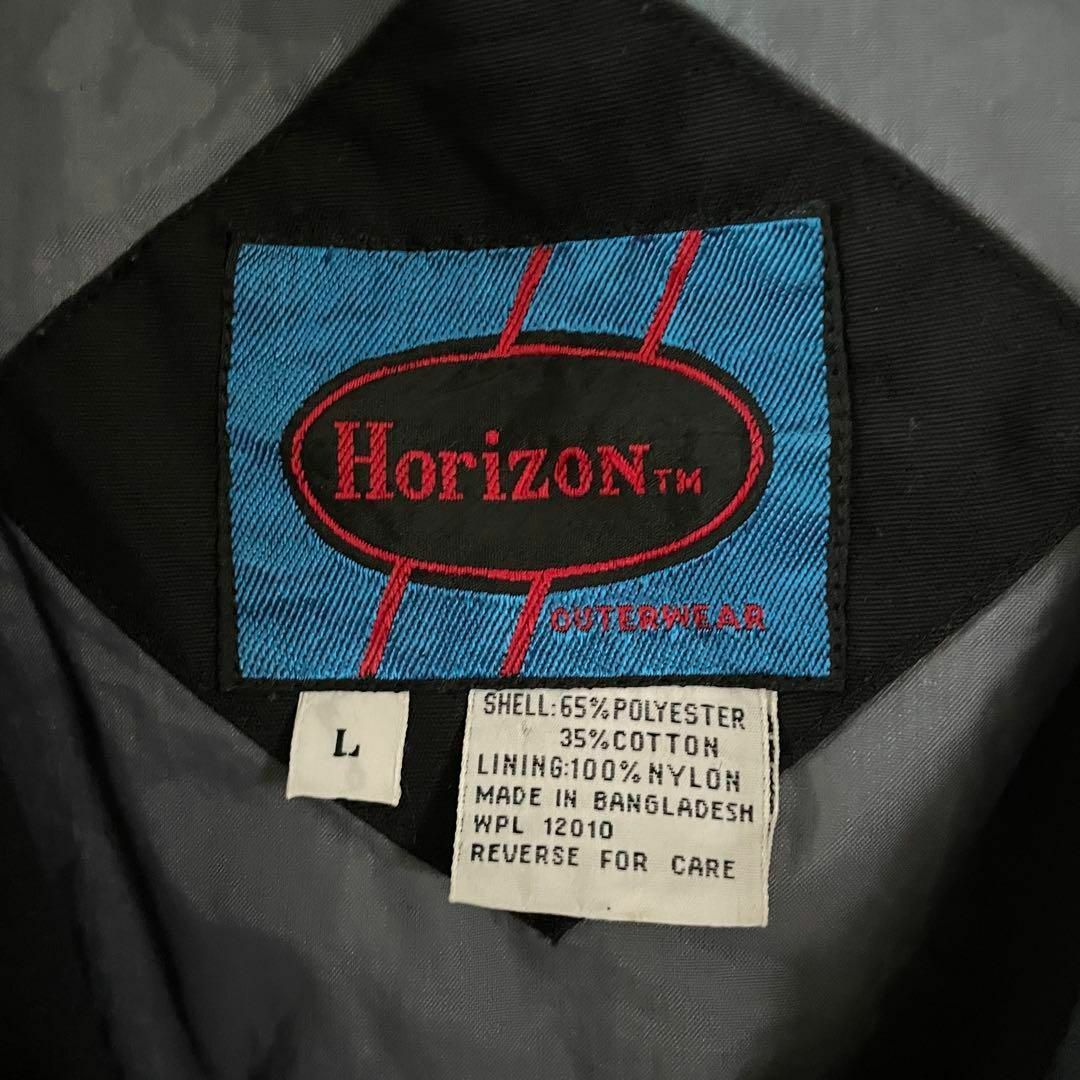 Horizon TM
OUTERWEAR
L
SHELL:65%POLYESTER
35%COTTON
LINING:100%NYLON
MADE IN BANGLADESH
WPL 12010
REVERSE FOR CARE